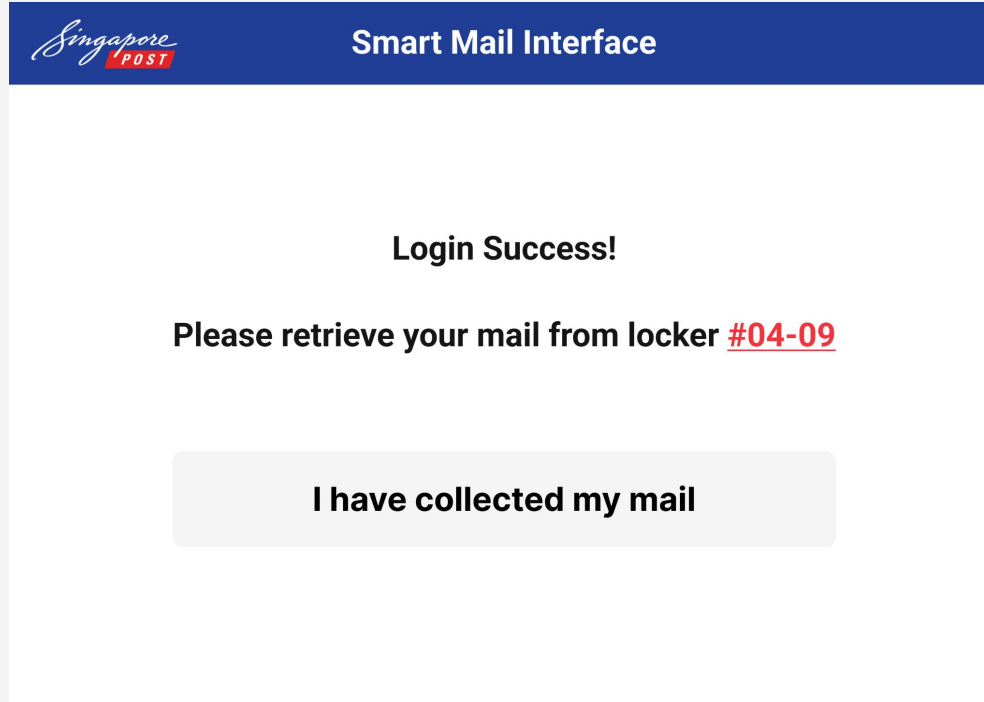 Singapore
POST
Smart Mail Interface
Login Success!
Please retrieve your mail from locker #04-09
I have collected my mail